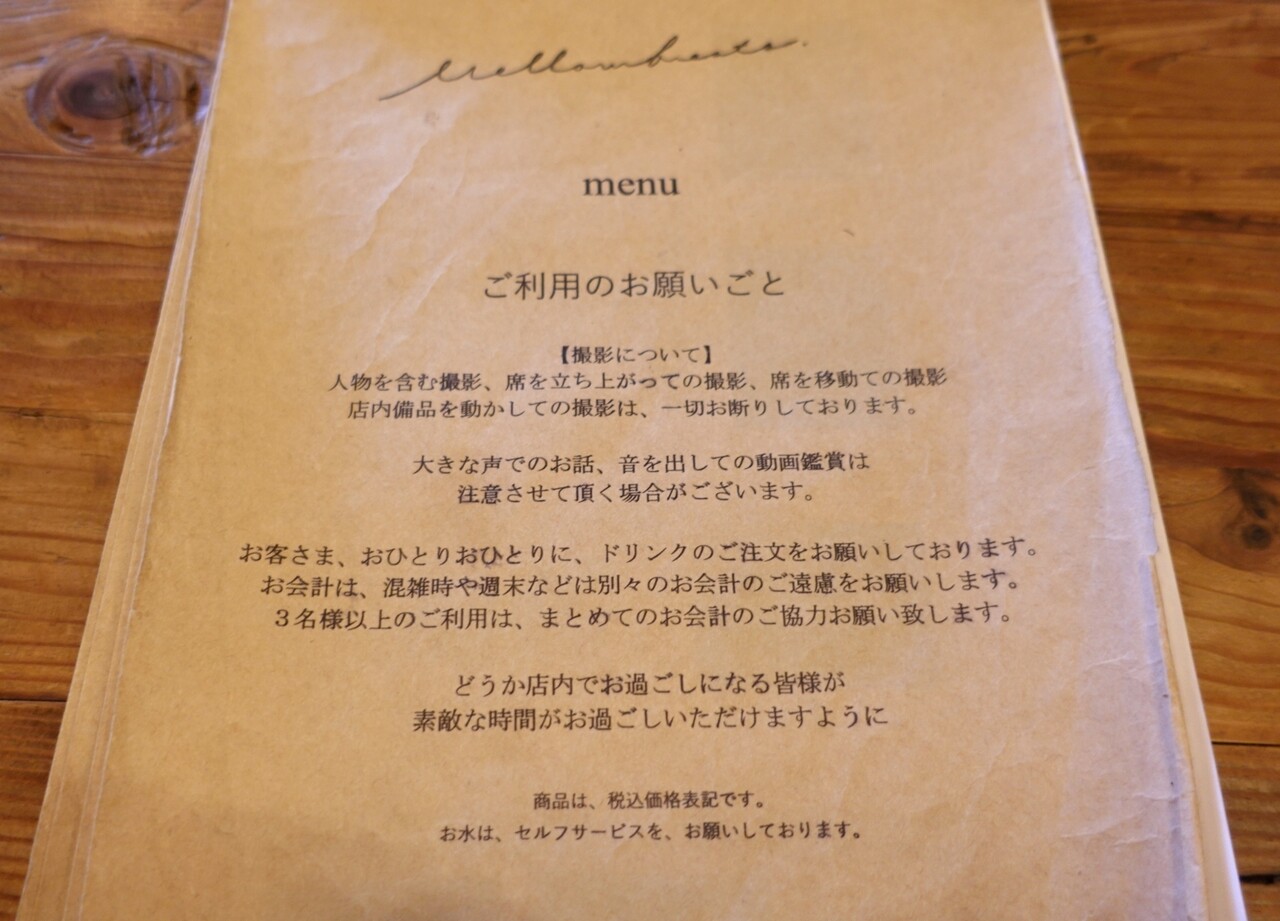 Mellowbeats.
menu
ご利用のお願いごと
【撮影について】
人物を含む撮影、席を立ち上がっての撮影、席を移動ての撮影
店内備品を動かしての撮影は、一切お断りしております。
大きな声でのお話、音を出しての動画鑑賞は
注意させて頂く場合がございます。
お客さま、おひとりおひとりに、ドリンクのご注文をお願いしております。
お会計は、混雑時や週末などは別々のお会計のご遠慮をお願いします。
３名様以上のご利用は、まとめてのお会計のご協力お願い致します。
どうか店内でお過ごしになる皆様が
素敵な時間がお過ごしいただけますように
商品は、税込価格表記です。
お水は、セルフサービスを、お願いしております。